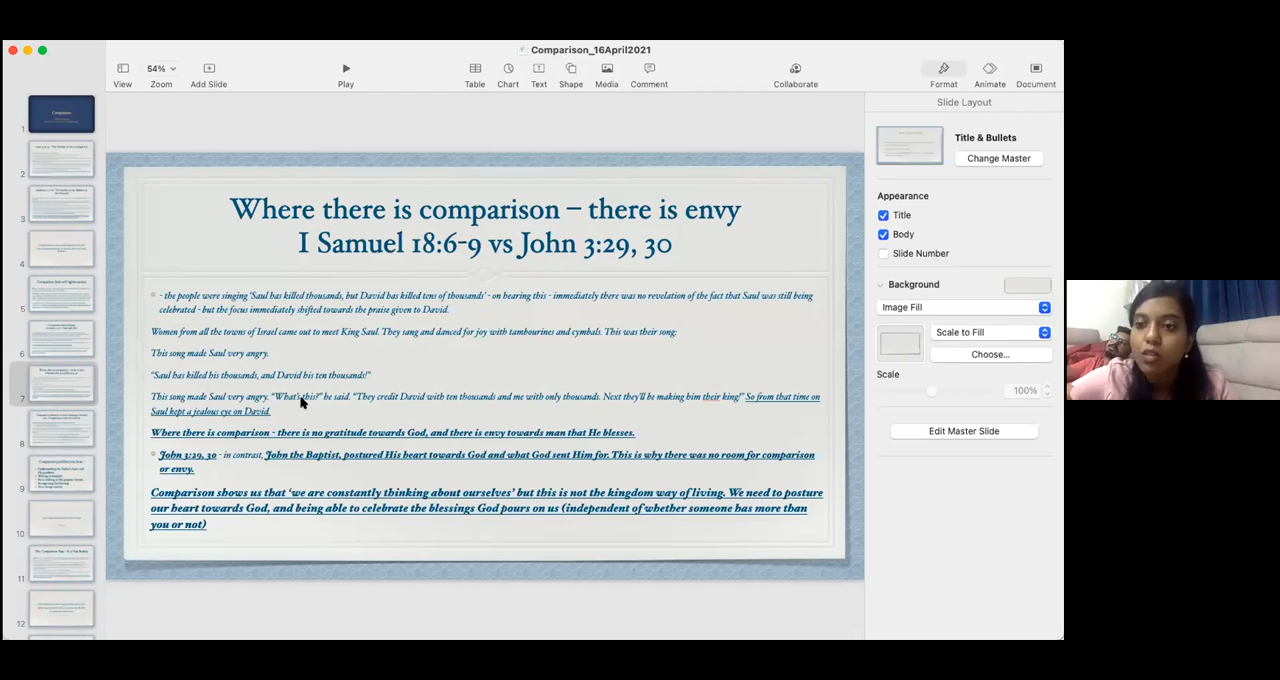 Comparison_16April2021
54%
View Zoom Add Slide Play Table Chart Text Shape Media Comment Collaborate Format Animate Document
Slide Layout
Title & Bullets
Change Master
Appearance
Title
Body
Slide Number
Background
Image Fill
Scale to Fill
Choose...
Scale
100%
Edit Master Slide
1
2
3
4
5
6
7
8
9
10
11
12
Where there is comparison – there is envy
I Samuel 18:6-9 vs John 3:29, 30
- the people were singing 'Saul has killed thousands, but David has killed tens of thousands' - on hearing this - immediately there was no revelation of the fact that Saul was still being
celebrated - but the focus immediately shifted towards the praise given to David.
Women from all the towns of Israel came out to meet King Saul. They sang and danced for joy with tambourines and cymbals. This was their song:
This song made Saul very angry.
"Saul has killed his thousands, and David his ten thousands!"
This song made Saul very angry. "What's this?" he said. "They credit David with ten thousands and me with only thousands. Next they'll be making him their king!" So from that time on
Saul kept a jealous eye on David.
Where there is comparison - there is no gratitude towards God, and there is envy towards man that He blesses.
John 3:29, 30 - in contrast, John the Baptist, postured His heart towards God and what God sent Him for. This is why there was no room for comparison
or envy.
Comparison shows us that 'we are constantly thinking about ourselves' but this is not the kingdom way of living. We need to posture
our heart towards God, and being able to celebrate the blessings God pours on us (independent of whether someone has more than
you or not)